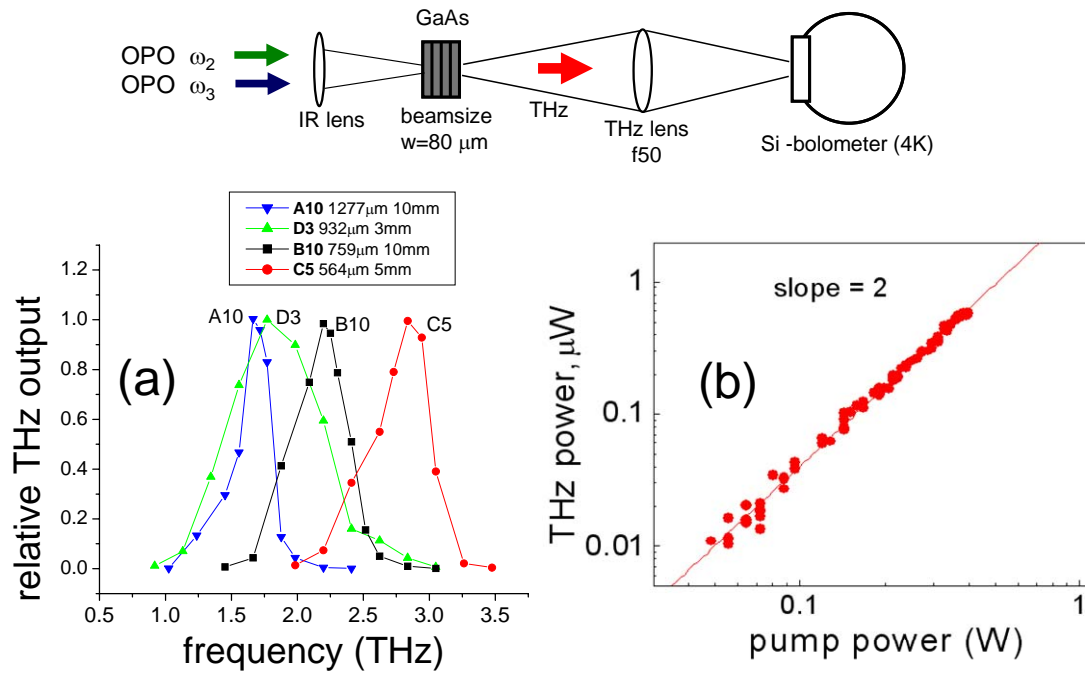 GaAs
OPO ω2
OPO ω3
IR lens
beamsize
w=80 μm
THz
THz lens
f50
Si -bolometer (4K)
A10 1277μm 10mm
D3 932μm 3mm
B10 759μm 10mm
C5 564μm 5mm
relative THz output
1.2
1.0
0.8
0.6
0.4
0.2
0.0
A10
D3
B10
C5
(a)
0.5
1.0
1.5
2.0
2.5
3.0
3.5
frequency (THz)
THz power,μW
1
0.1
0.01
slope = 2
(b)
0.1
1
pump power (W)